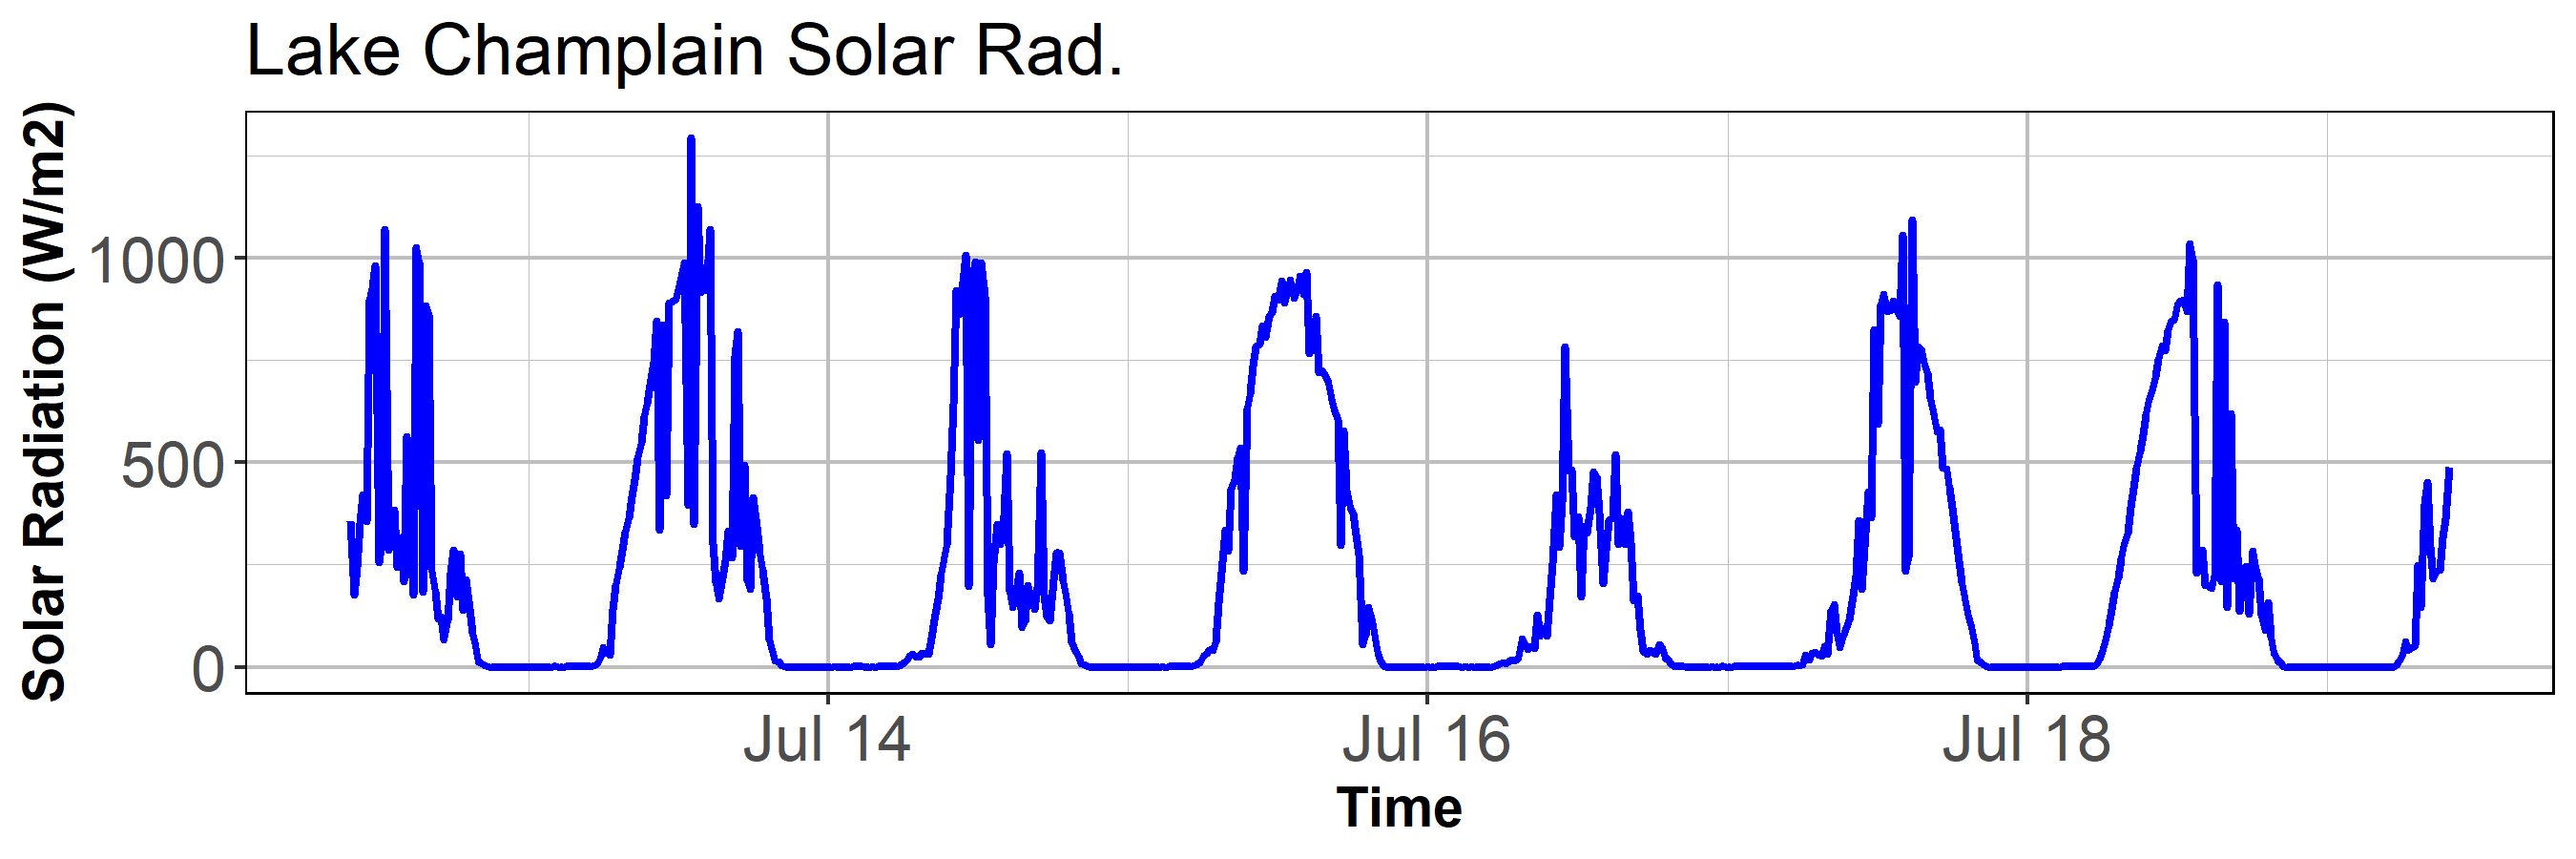 Lake Champlain Solar Rad.
Solar Radiation (W/m2)
1000
500
0
Jul 14
Jul 16
Jul 18
Time